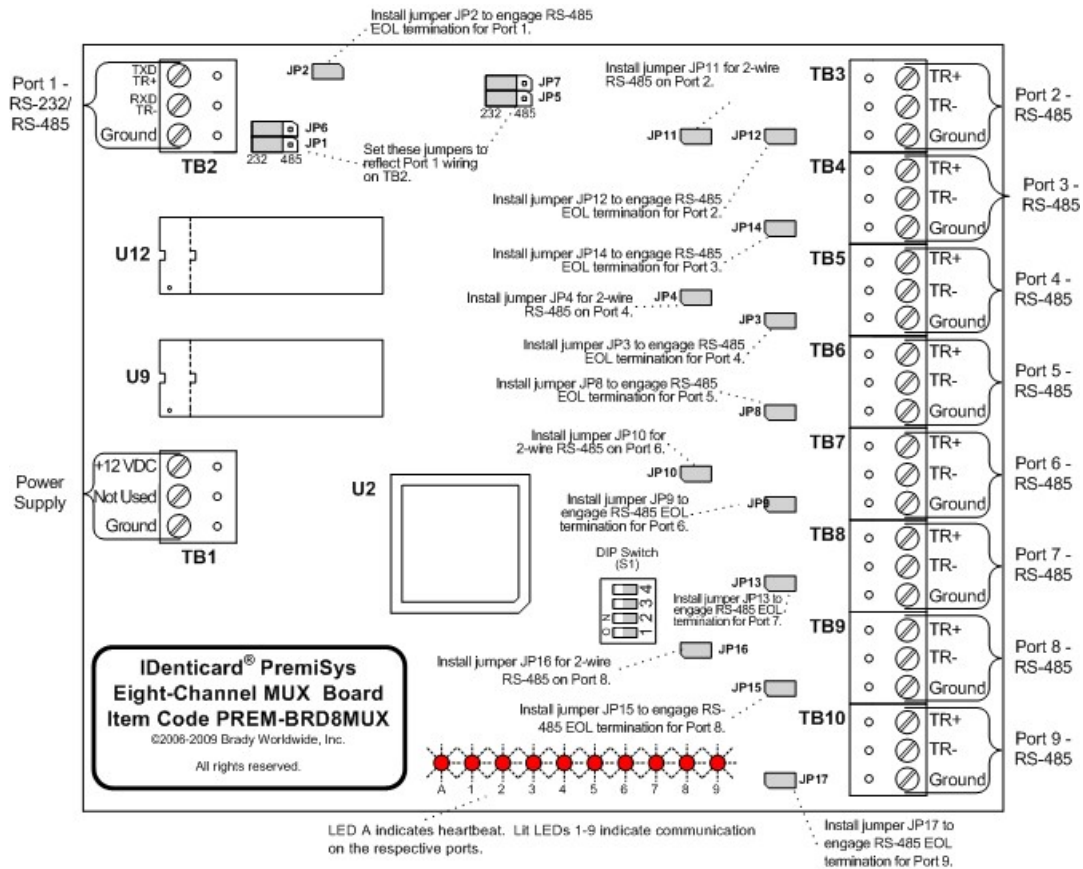 Install jumper JP2 to engage RS-485
EOL termination for Port 1.
Port 1 -
RS-232/
RS-485
TXD
TR+
RXD
TR-
Ground
TB2
JP2
JP6
JP1
232 485
Set these jumpers to
reflect Port 1 wiring
on TB2.
JP7
JP5
232 485
Install jumper JP11 for 2-wire
RS-485 on Port 2.
JP11
JP12
TB3
TR+
TR-
Ground
Port 2 -
RS-485
Install jumper JP12 to engage RS-485
EOL termination for Port 2.
TB4
TR+
TR-
Ground
Port 3 -
RS-485
JP14
Install jumper JP14 to engage RS-485
EOL termination for Port 3.
U12
TB5
TR+
TR-
Ground
Port 4 -
RS-485
Install jumper JP4 for 2-wire
RS-485 on Port 4.
JP4
JP3
Install jumper JP3 to engage RS-485
EOL termination for Port 4.
U9
TB6
TR+
TR-
Ground
Port 5 -
RS-485
Install jumper JP8 to engage RS-485
EOL termination for Port 5.
JP8
Install jumper JP10 for
2-wire RS-485 on Port 6.
JP10
TB7
TR+
TR-
Ground
Port 6 -
RS-485
Power
Supply
+12 VDC
Not Used
Ground
TB1
U2
Install jumper JP9 to
engage RS-485 EOL
termination for Port 6.
JP9
TB8
TR+
TR-
Ground
Port 7 -
RS-485
DIP Switch
(S1)
4
3
2
1
O N
JP13
Install jumper JP13 to
engage RS-485 EOL
termination for Port 7.
TB9
TR+
TR-
Ground
Port 8 -
RS-485
JP16
Install jumper JP16 for 2-wire
RS-485 on Port 8.
JP15
Install jumper JP15 to engage RS-
485 EOL termination for Port 8.
TB10
TR+
TR-
Ground
Port 9 -
RS-485
IDenticard® PremiSys
Eight-Channel MUX Board
Item Code PREM-BRD8MUX
©2006-2009 Brady Worldwide, Inc.
All rights reserved.
A 1 2 3 4 5 6 7 8 9
JP17
LED A indicates heartbeat. Lit LEDs 1-9 indicate communication
on the respective ports.
Install jumper JP17 to
engage RS-485 EOL
termination for Port 9.